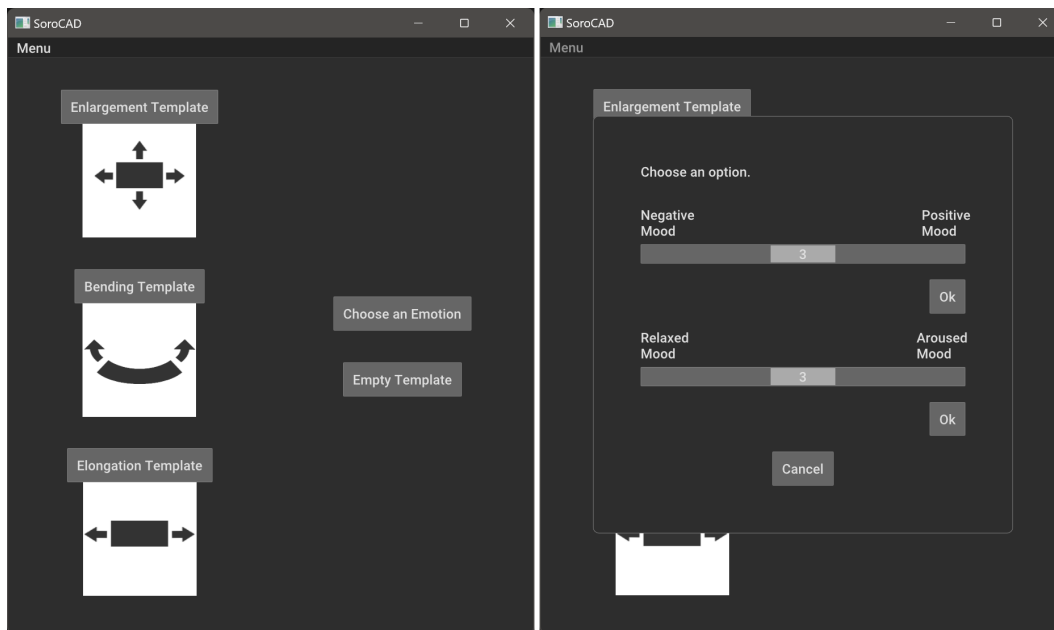 SoroCAD
Menu
Enlargement Template
Bending Template
Choose an Emotion
Empty Template
Elongation Template
SoroCAD
Menu
Enlargement Template
Choose an option.
Negative
Mood
Positive
Mood
3
Ok
Relaxed
Mood
Aroused
Mood
3
Ok
Cancel